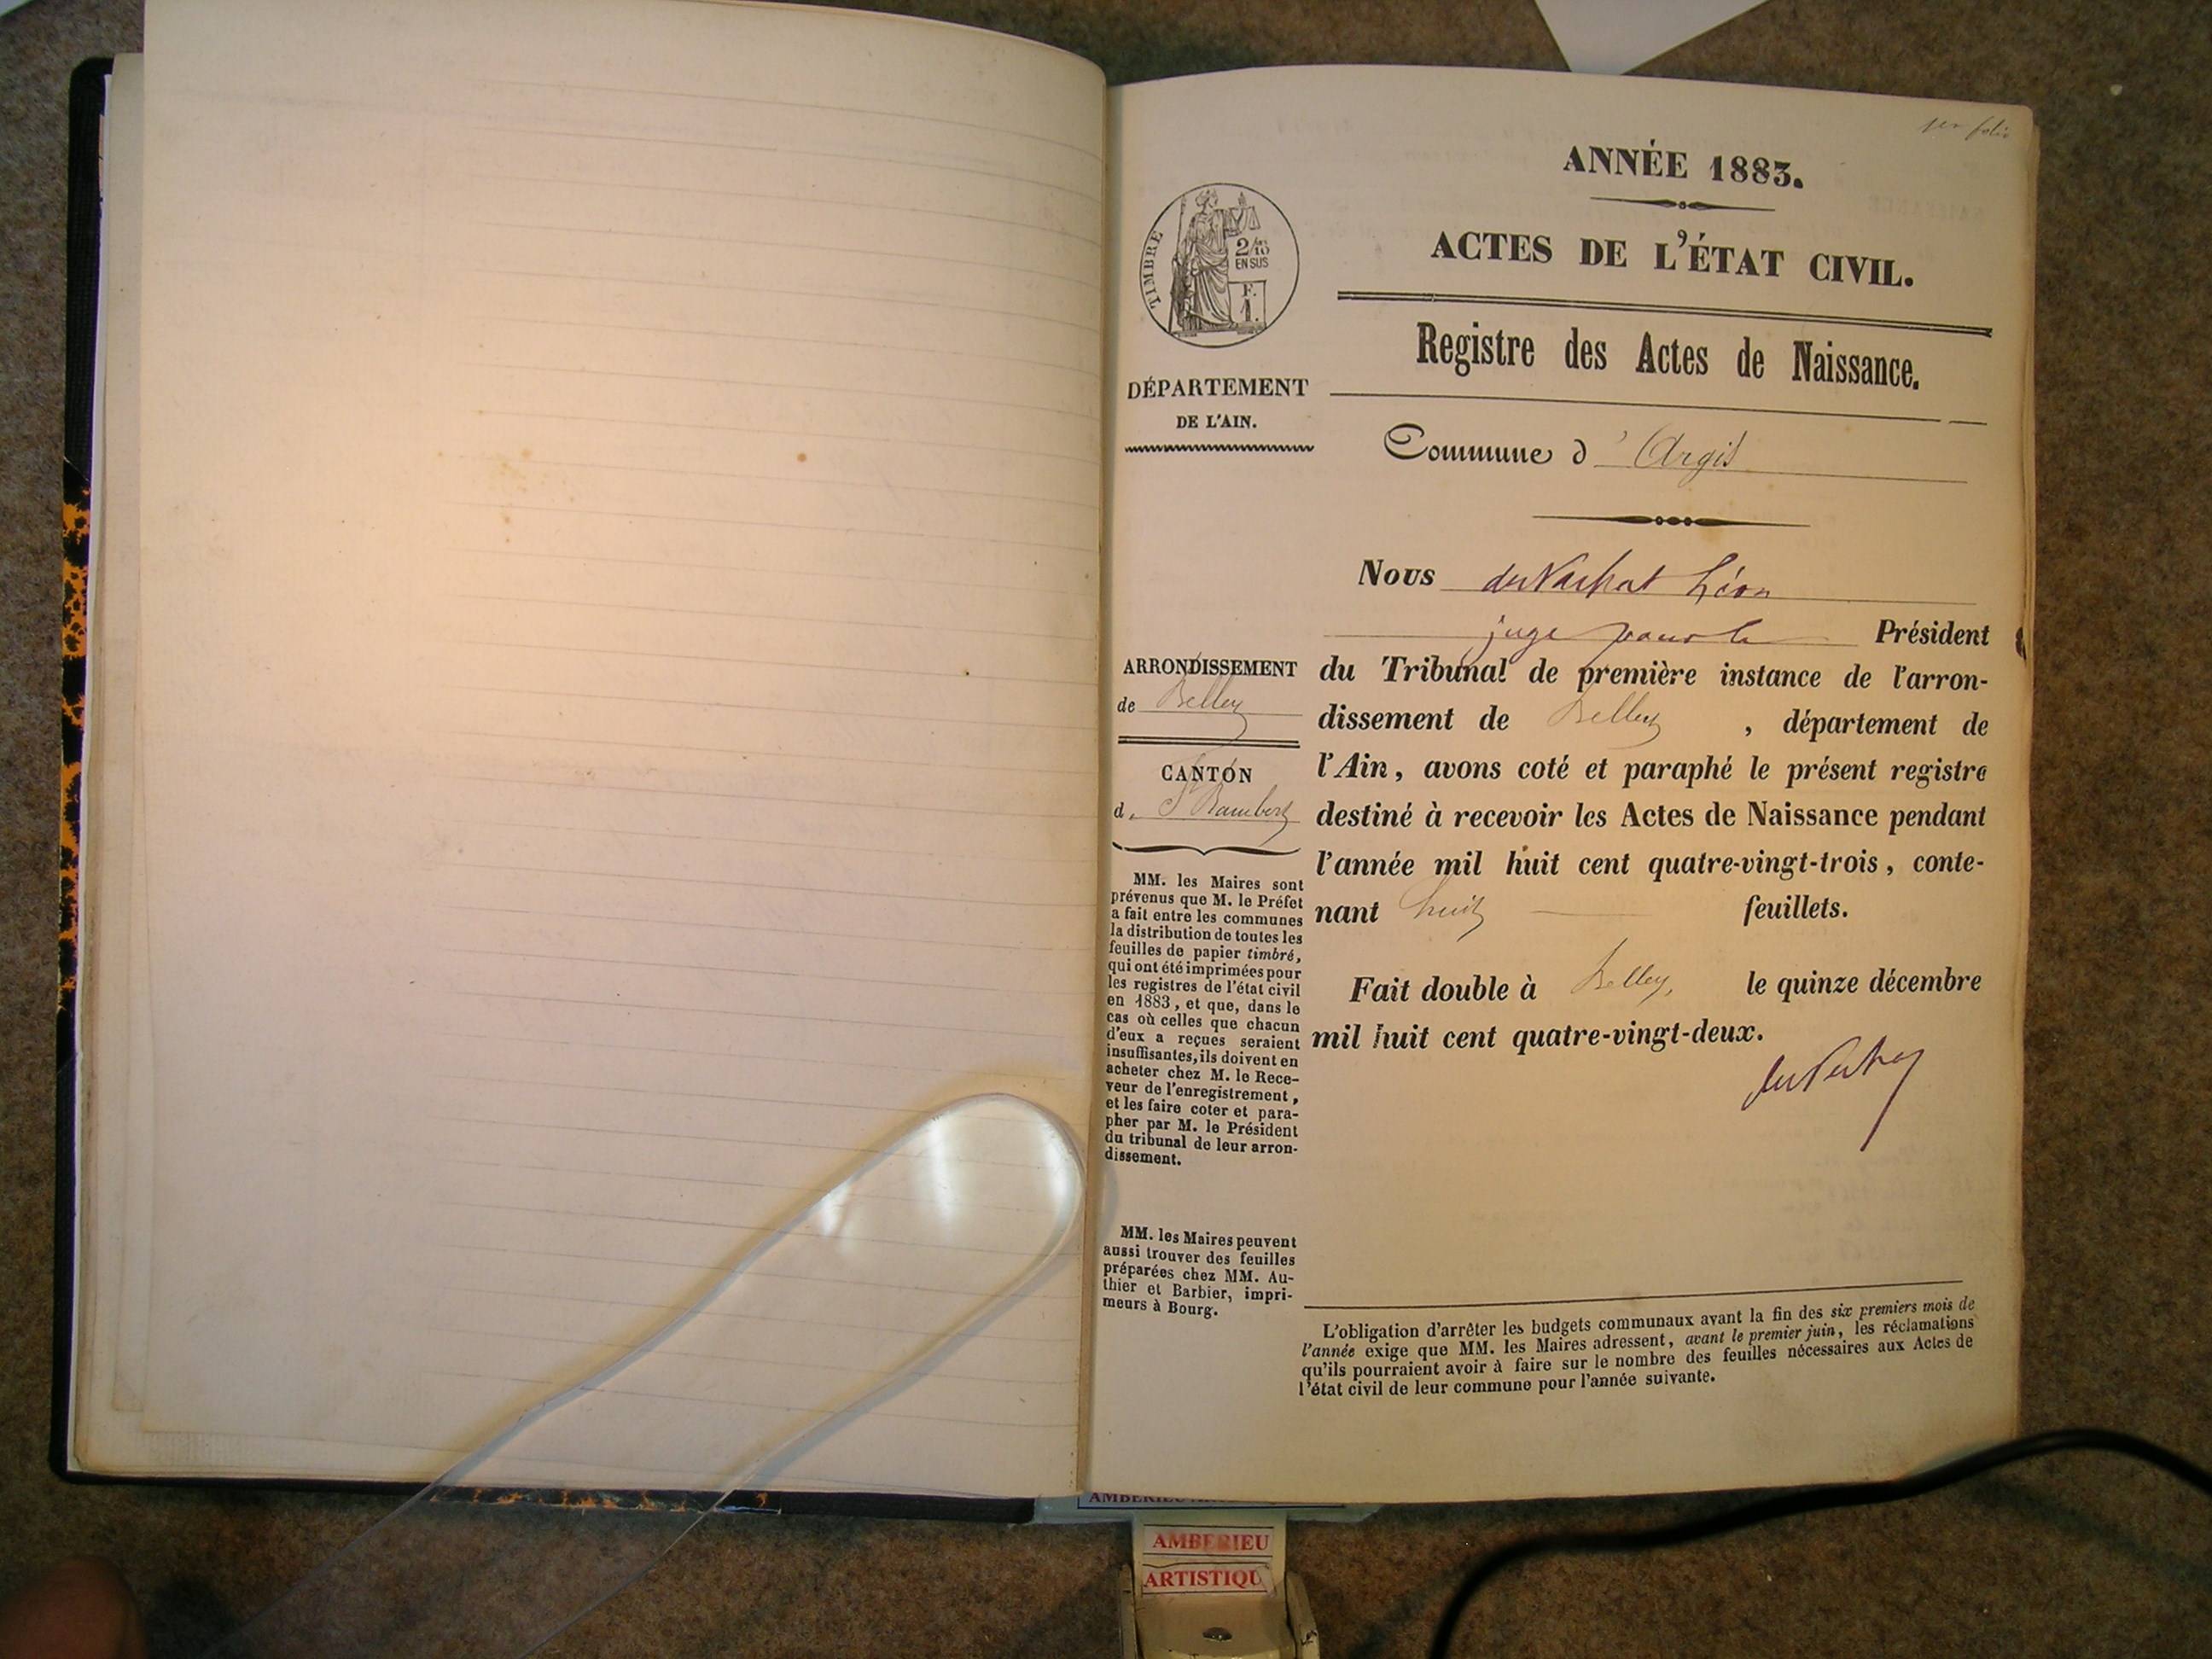 1er folio
ANNÉE 1883.
ACTES DE L'ÉTAT CIVIL.
TIMBRE
2/10
EN SUS
F.
1.
Registre des Actes de Naissance.
DÉPARTEMENT
DE L'AIN.
Commune d'Argis
Nous Léon
juge pour le Président
ARRONDISSEMENT
de Belley
CANTON
d. St Rambert
du Tribunal de première instance de l'arron-
dissement de Belley, département de
l'Ain, avons coté et paraphé le présent registre
destiné à recevoir les Actes de Naissance pendant
l'année mil huit cent quatre-vingt-trois, conte-
nant huit feuillets.
Fait double à Belley, le quinze décembre
mil huit cent quatre-vingt-deux.
MM. les Maires sont
prévenus que M. le Préfet
a fait entre les communes
la distribution de toutes les
feuilles de papier timbré,
qui ont été imprimées pour
les registres de l'état civil
en 1883, et que, dans le
cas où celles que chacun
d'eux a reçues seraient
insuffisantes, ils doivent en
acheter chez M. le Rece-
veur de l'enregistrement,
et les faire coter et para-
pher par M. le Président
du tribunal de leur arron-
dissement.
MM. les Maires peuvent
aussi trouver des feuilles
préparées chez MM. Au-
thier et Barbier, impri-
meurs à Bourg.
L'obligation d'arrêter les budgets communaux avant la fin des six premiers mois de
l'année exige que MM. les Maires adressent, avant le premier juin, les réclamations
qu'ils pourraient avoir à faire sur le nombre des feuilles nécessaires aux Actes de
l'état civil de leur commune pour l'année suivante.
AMBERIEU
AMBERIEU
ARTISTIQU